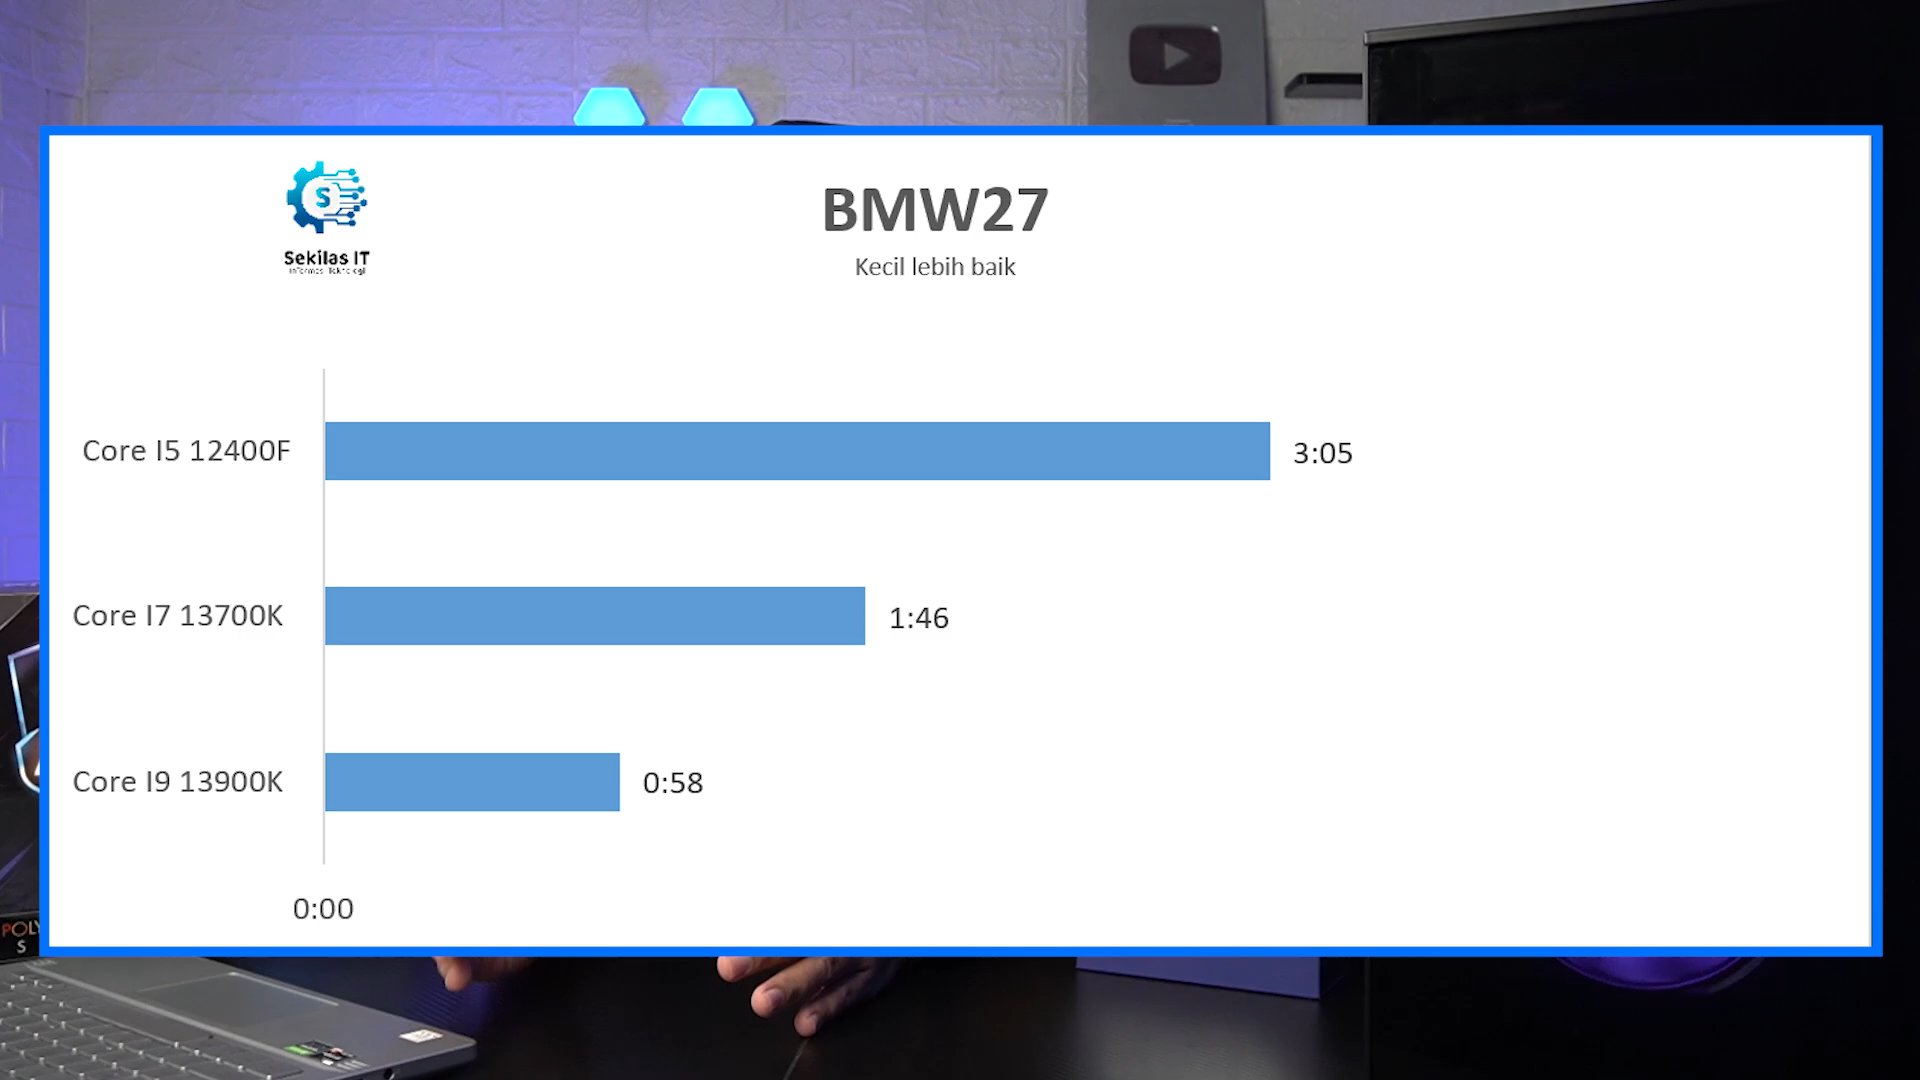 BMW27
Kecil lebih baik
Sekilas IT
Core I5 12400F
3:05
Core I7 13700K
1:46
Core I9 13900K
0:58
0:00
POLY
S